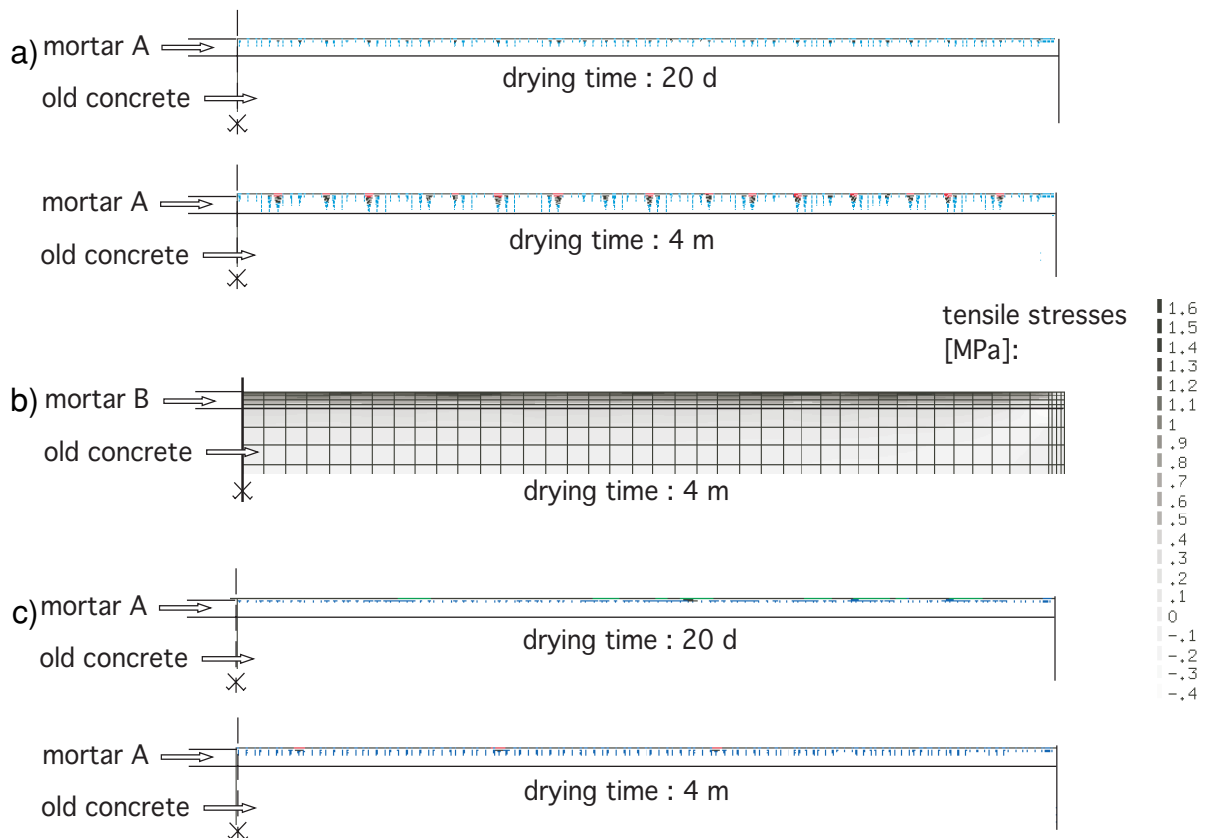 a) mortar A
drying time : 20 d
old concrete
mortar A
drying time : 4 m
old concrete
tensile stresses
[MPa]:
b) mortar B
old concrete
drying time : 4 m
1.6
1.5
1.4
1.3
1.2
1.1
1
.9
.8
.7
.6
.5
.4
.3
.2
.1
0
-.1
-.2
-.3
-.4
c) mortar A
drying time : 20 d
old concrete
mortar A
drying time : 4 m
old concrete